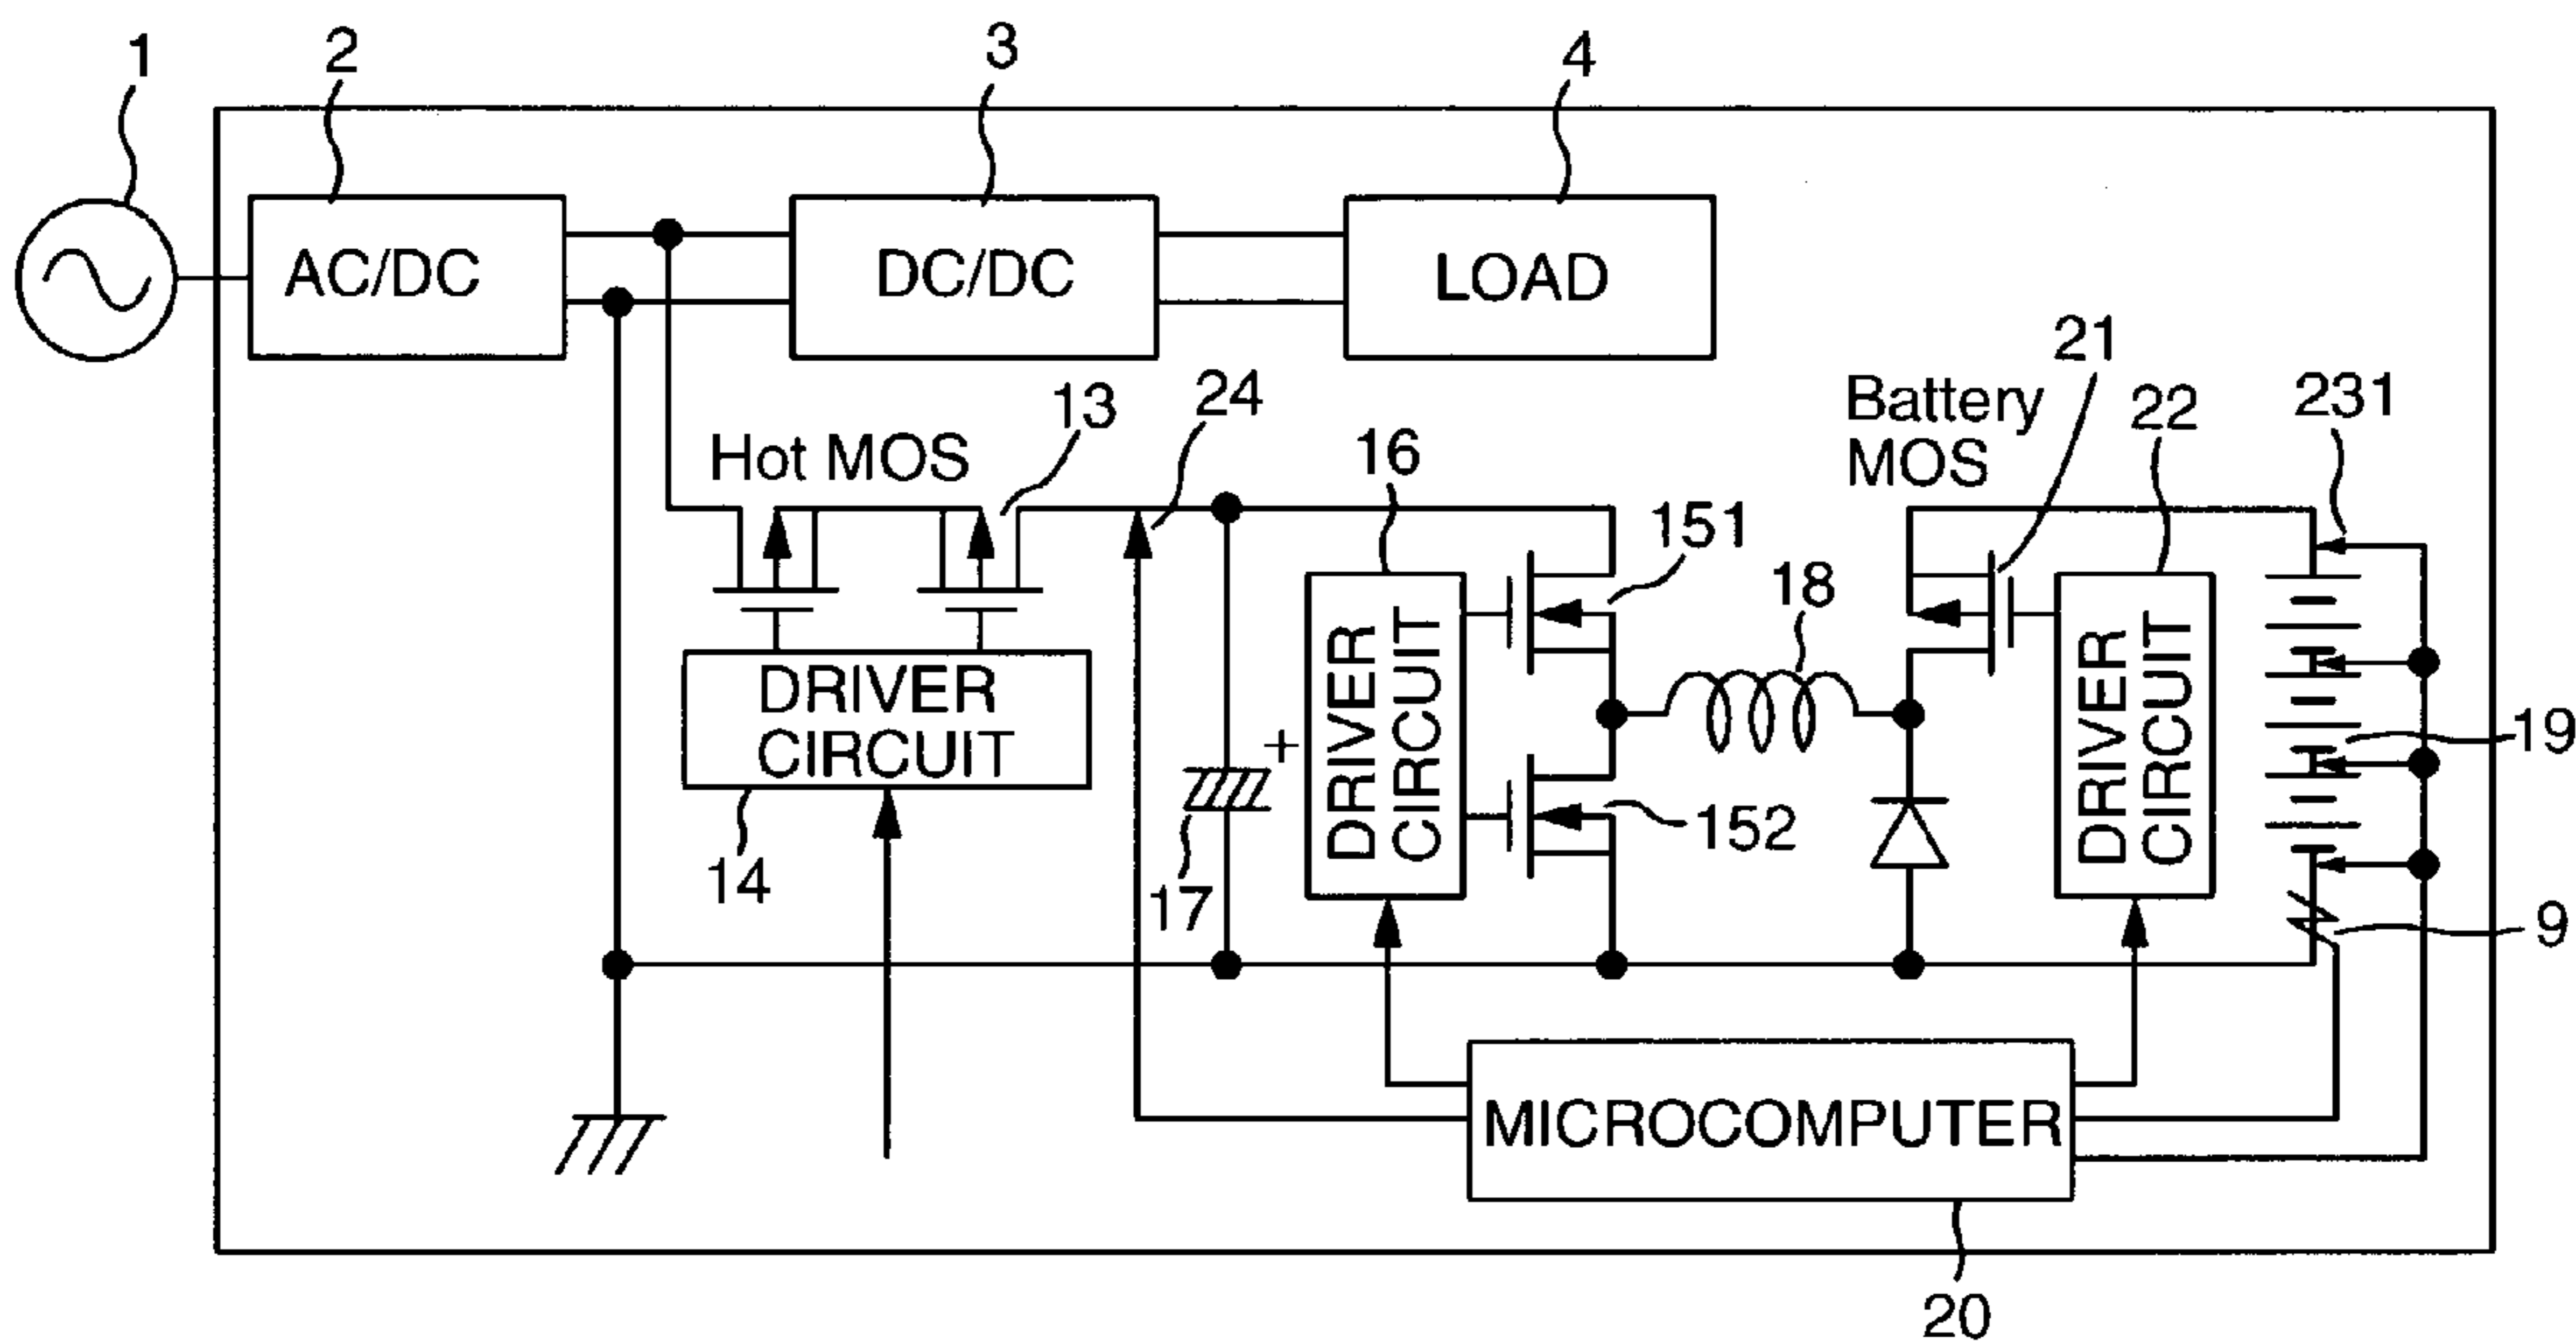 1
2
3
4
AC/DC
DC/DC
LOAD
21
Battery
MOS
22
231
24
13
Hot MOS
16
151
18
DRIVER
CIRCUIT
DRIVER
CIRCUIT
DRIVER
CIRCUIT
19
+
152
14
17
9
MICROCOMPUTER
20